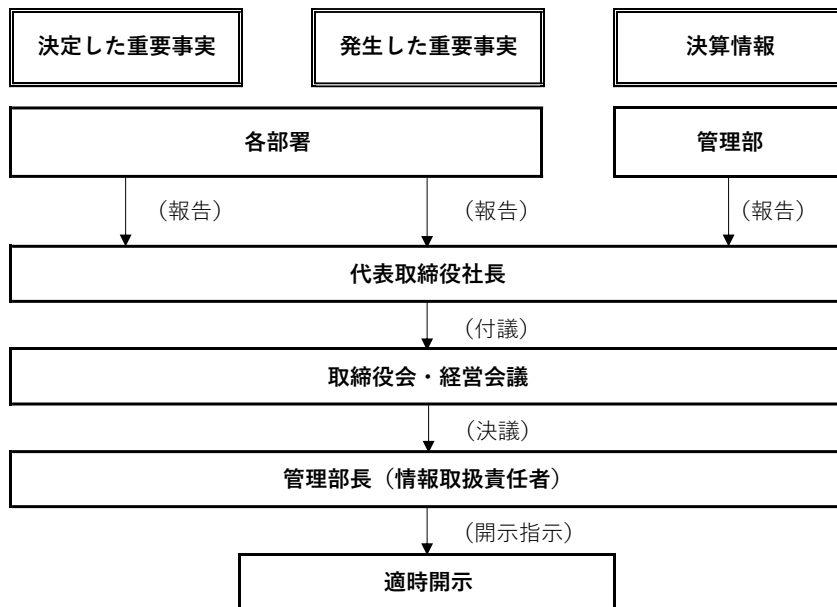 決定した重要事実
発生した重要事実
決算情報
各部署
管理部
（報告）
（報告）
（報告）
代表取締役社長
（付議）
取締役会・経営会議
（決議）
管理部長（情報取扱責任者）
（開示指示）
適時開示